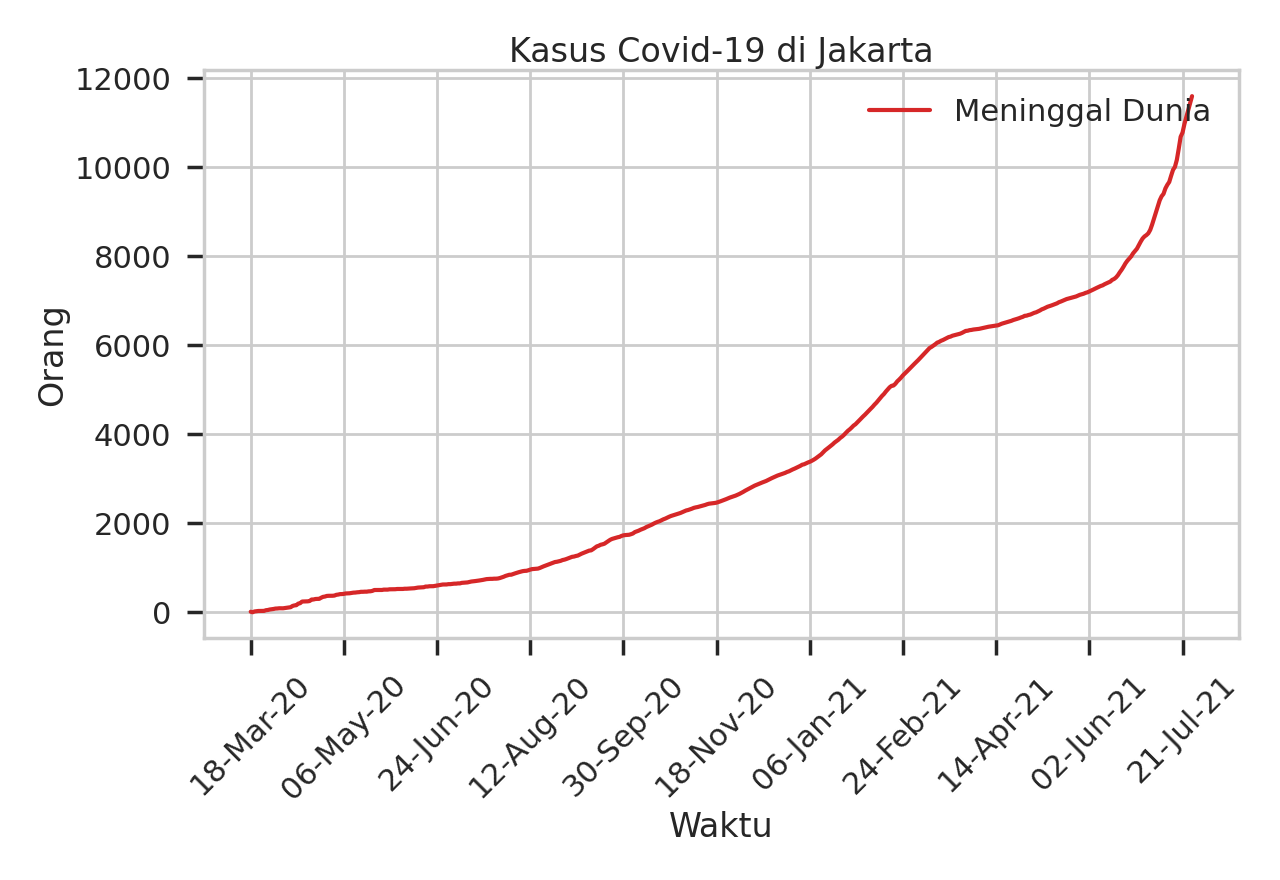 Kasus Covid-19 di Jakarta
Meninggal Dunia
12000
10000
8000
6000
4000
2000
0
Orang
18-Mar-20
06-May-20
24-Jun-20
12-Aug-20
30-Sep-20
18-Nov-20
06-Jan-21
24-Feb-21
14-Apr-21
02-Jun-21
21-Jul-21
Waktu